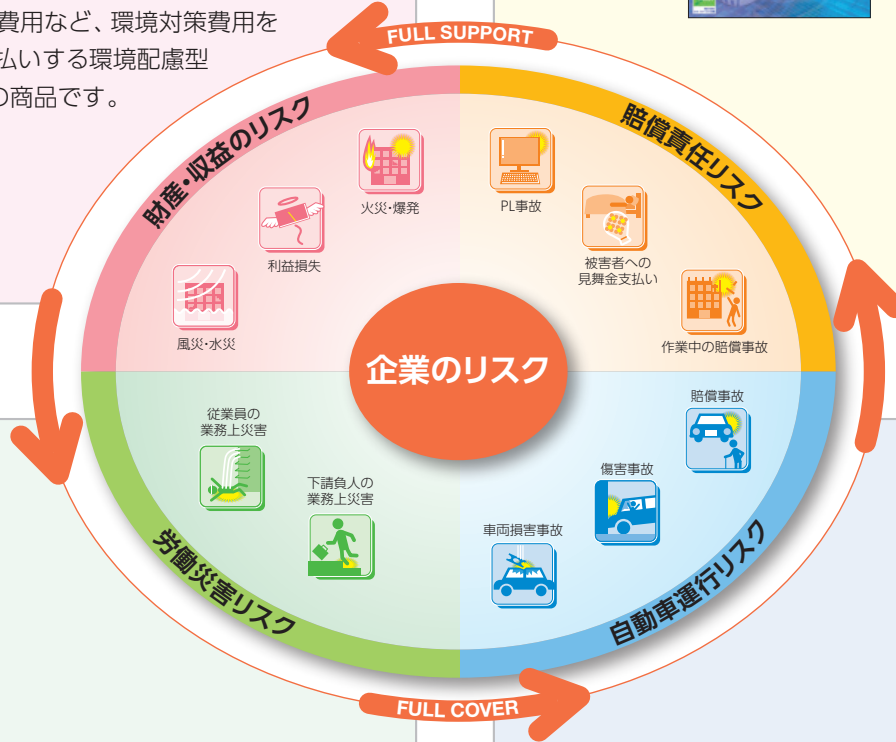 費用など、環境対策費用を
払いする環境配慮型
の商品です。
FULL SUPPORT
財産・収益のリスク
火災・爆発
利益損失
風災・水災
賠償責任リスク
PL事故
被害者への
見舞金支払い
作業中の賠償事故
企業のリスク
従業員の
業務上災害
下請負人の
業務上災害
労働災害リスク
賠償事故
傷害事故
車両損害事故
自動車運行リスク
FULL COVER